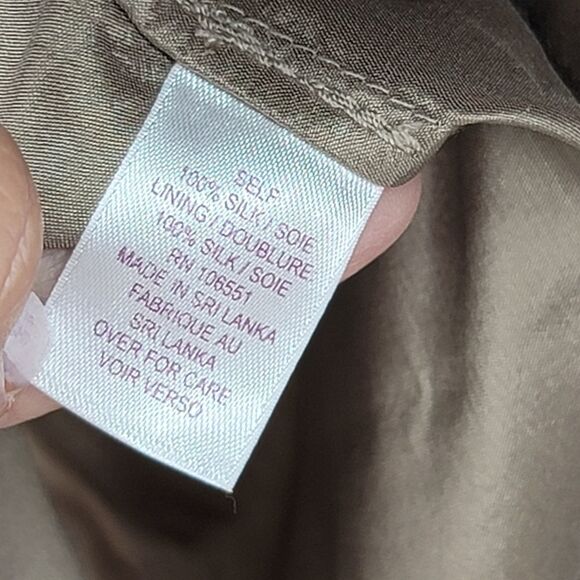 SELF
100% SILK / SOIE
LINING / DOUBLURE
100% SILK / SOIE
RN 106551
MADE IN SRI LANKA
FABRIQUE AU
SRI LANKA
OVER FOR CARE
VOIR VERSO